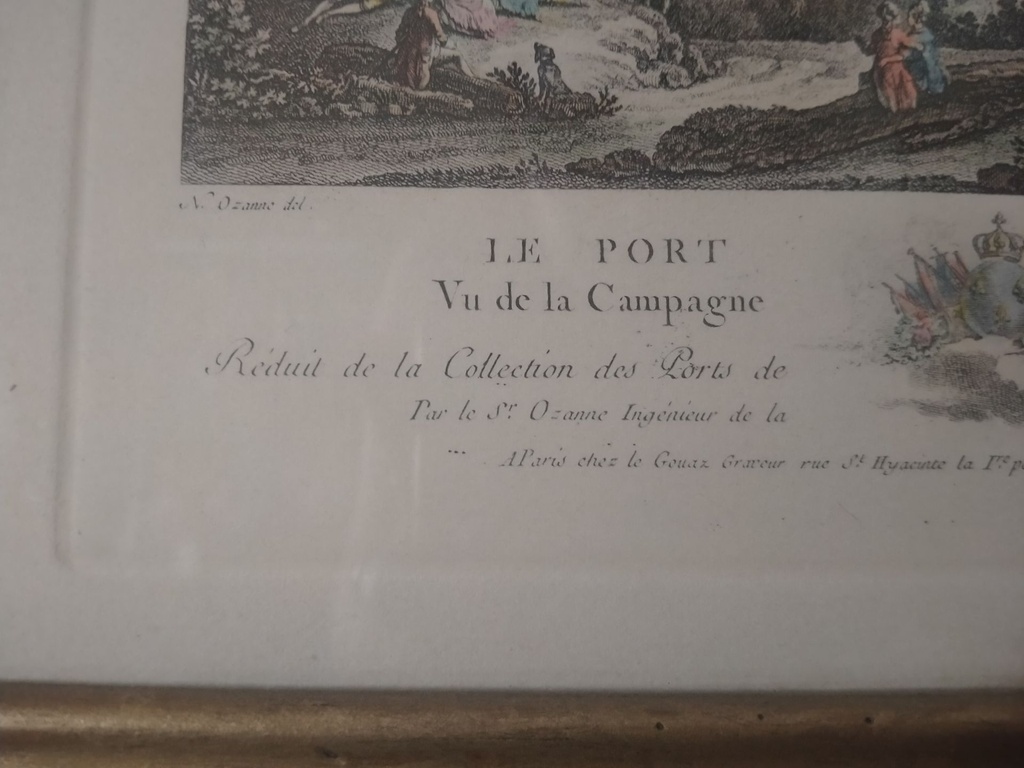 N. Ozanne del.
LE PORT
Vu de la Campagne
Réduit de la Collection des Ports de
Par le Sr. Ozanne Ingénieur de la
A Paris chez le Gouaz Graveur rue St. Hyacinte la Pre.